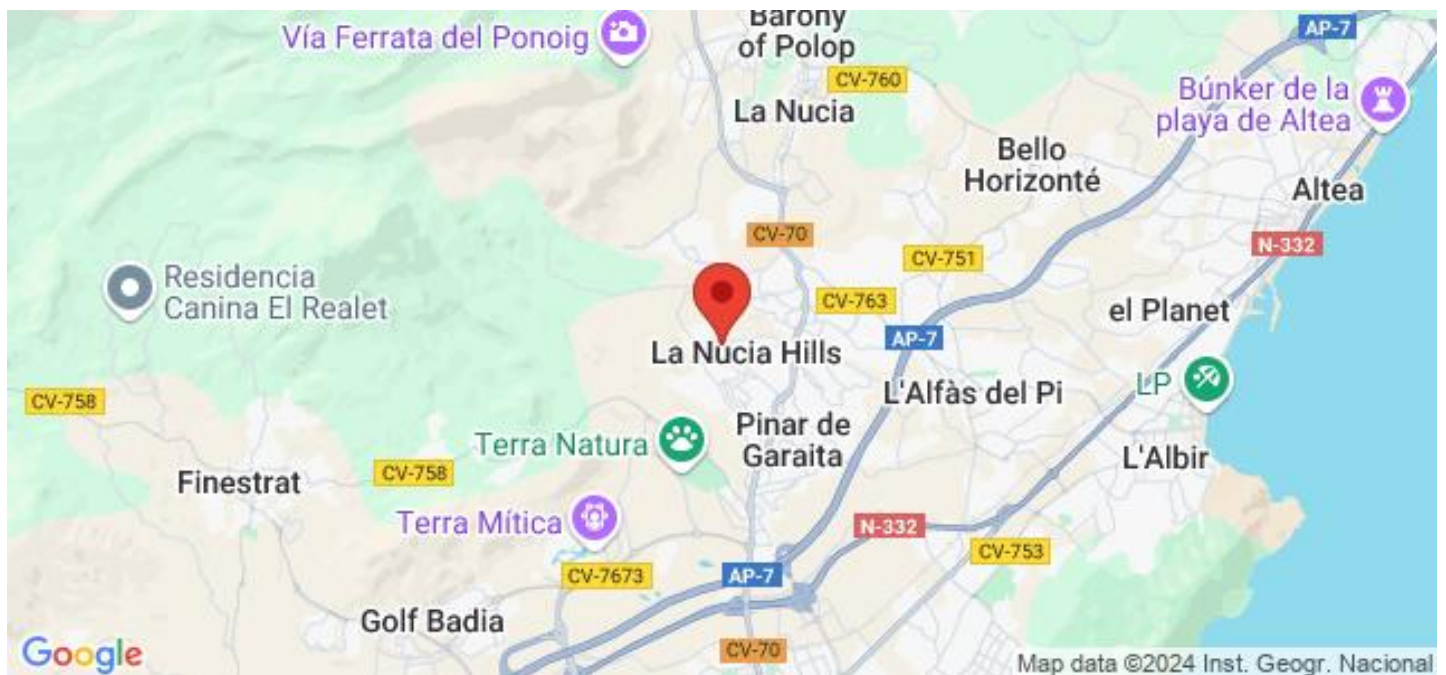 Barony
of Polop
AP-7
Vía Ferrata del Ponoig
CV-760
Búnker de la
playa de Altea
La Nucia
Bello
Horizonté
Altea
CV-70
N-332
CV-751
Residencia
Canina El Realet
CV-763
el Planet
AP-7
La Nucia Hills
L'Alfàs del Pi
LP
CV-758
Pinar de
Garaita
Terra Natura
L'Albir
CV-758
Finestrat
Terra Mítica
N-332
CV-753
CV-7673
AP-7
Golf Badia
CV-70
Google
Map data ©2024 Inst. Geogr. Nacional